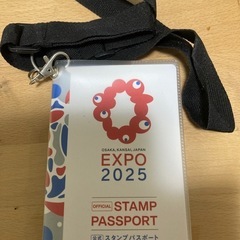 OSAKA, KANSAI, JAPAN
EXPO
2025
OFFICIAL STAMP
PASSPORT
公式 スタンプパスポート